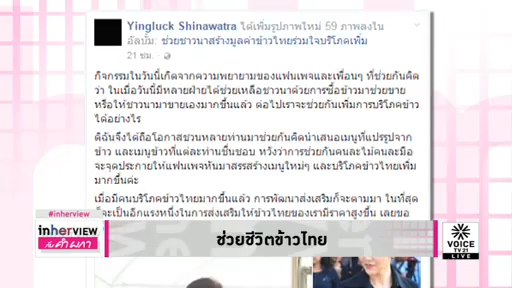 Yingluck Shinawatra ได้เพิ่มรูปภาพใหม่ 59 ภาพลงใน
อัลบั้ม: ช่วยชาวนาสร้างมูลค่าข้าวไทยร่วมใจบริโภคเพิ่ม
21 ชม.
กิจกรรมในวันนี้เกิดจากความพยายามของแฟนเพจและเพื่อนๆ ที่ช่วยกันคิด
ว่า ในเมื่อวันนี้มีหลายฝ่ายได้ช่วยเหลือชาวนาด้วยการซื้อข้าวมาช่วยขาย
หรือให้ชาวนามาขายเองมากขึ้นแล้ว ต่อไปเราจะช่วยกันเพิ่มการบริโภคข้าว
ได้อย่างไร
ดิฉันจึงได้ถือโอกาสชวนหลายท่านมาช่วยกันคิดนำเสนอเมนูที่แปรรูปจาก
ข้าว และเมนูข้าวที่แต่ละท่านชื่นชอบ หวังว่าการช่วยกันคนละไม้คนละมือ
จะจุดประกายให้แฟนเพจหันมาสรรสร้างเมนูใหม่ๆ และบริโภคข้าวไทยเพิ่ม
มากขึ้นค่ะ
เมื่อมีคนบริโภคข้าวไทยมากขึ้นแล้ว การพัฒนาส่งเสริมก็จะตามมา ในที่สุด
ก็จะเป็นอีกแรงหนึ่งในการส่งเสริมให้ข้าวไทยของเรามีราคาสูงขึ้น เลยขอ
#inherview
inherVIEW
กับ คำ ผกา
ช่วยชีวิตข้าวไทย
VOICE
TV 21
LIVE